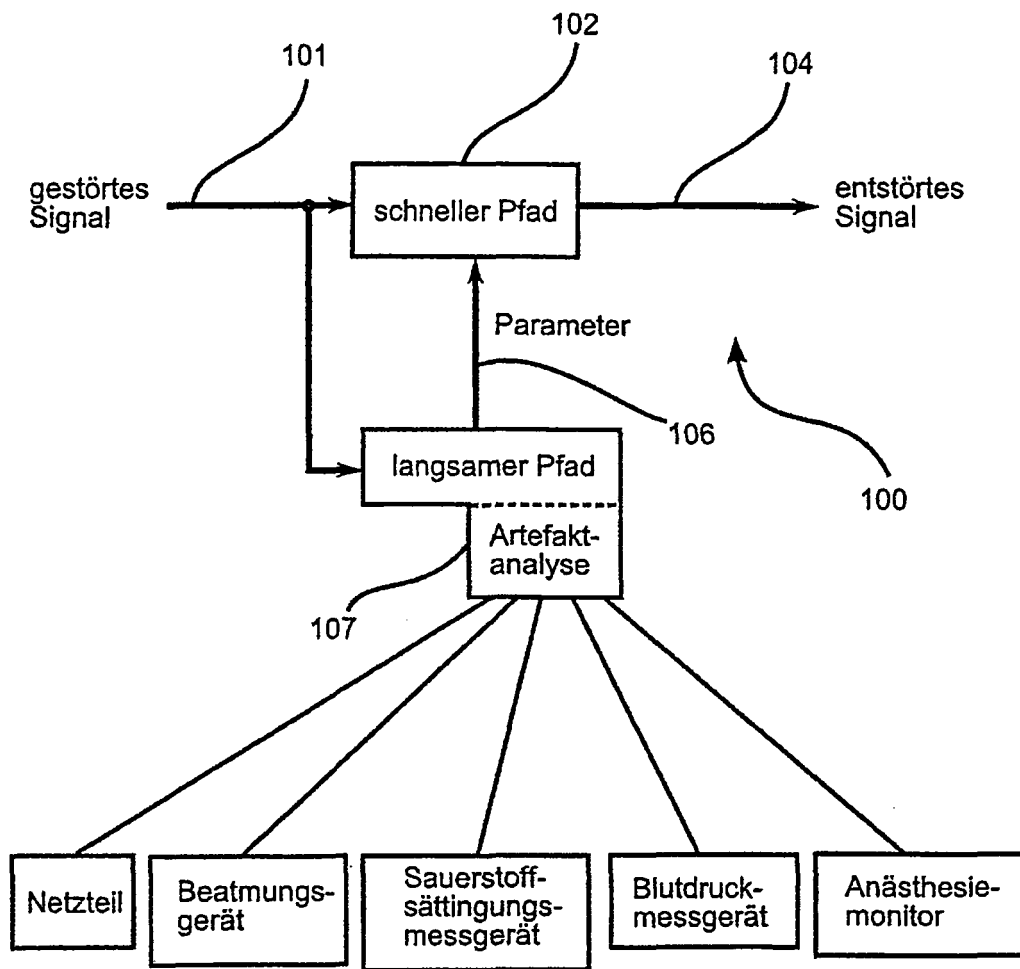 102
101
104
gestörtes
Signal
schneller Pfad
entstörtes
Signal
Parameter
106
langsamer Pfad
100
Artefakt-
analyse
107
Netzteil
Beatmungs-
gerät
Sauerstoff-
sättingungs-
messgerät
Blutdruck-
messgerät
Anästhesie-
monitor